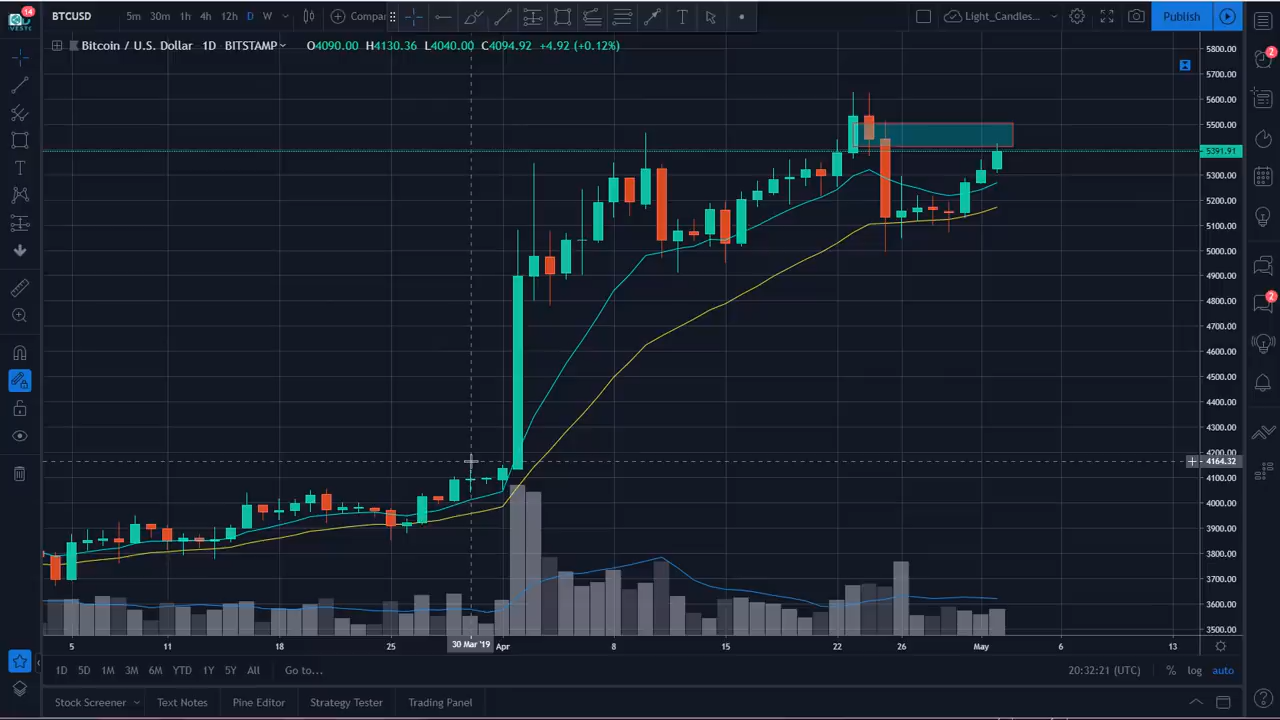 14
VESTE
BTCUSD
5m 30m 1h 4h 12h D W
Compar
Light_Candles...
Publish
Bitcoin / U.S. Dollar 1D BITSTAMP
O4090.00 H4130.36 L4040.00 C4094.92 +4.92 (+0.12%)
2
2
5800.00
5700.00
5600.00
5500.00
5391.91
5300.00
5200.00
5100.00
5000.00
4900.00
4800.00
4700.00
4600.00
4500.00
4400.00
4300.00
4200.00
4164.32
4000.00
3900.00
3800.00
3700.00
3600.00
3500.00
5 11 18 25 30 Mar '19 Apr 8 15 22 26 May 6 13
1D 5D 1M 3M 6M YTD 1Y 5Y All Go to...
20:32:21 (UTC) % log auto
Stock Screener Text Notes Pine Editor Strategy Tester Trading Panel